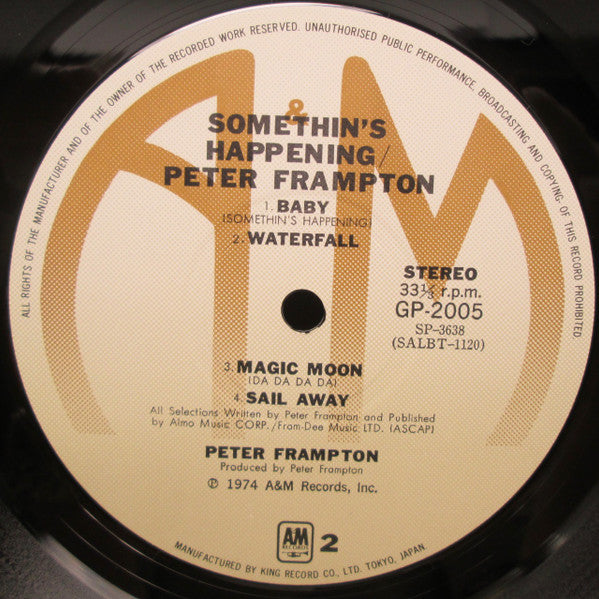 ALL RIGHTS OF THE MANUFACTURER AND OF THE OWNER OF THE RECORDED WORK RESERVED. UNAUTHORISED PUBLIC PERFORMANCE, BROADCASTING AND COPYING OF THIS RECORD PROHIBITED
A&M
SOMETHIN'S
HAPPENING/
PETER FRAMPTON
1. BABY
(SOMETHIN'S HAPPENING)
2. WATERFALL
STEREO
33⅓ r.p.m.
GP-2005
SP-3638
(SALBT-1120)
3. MAGIC MOON
(DA DA DA DA)
4. SAIL AWAY
All Selections Written by Peter Frampton and Published
by Almo Music CORP./From-Dee Music LTD. (ASCAP)
PETER FRAMPTON
Produced by Peter Frampton
℗ 1974 A&M Records, Inc.
AM
RECORDS
2
MANUFACTURED BY KING RECORD CO., LTD. TOKYO, JAPAN.